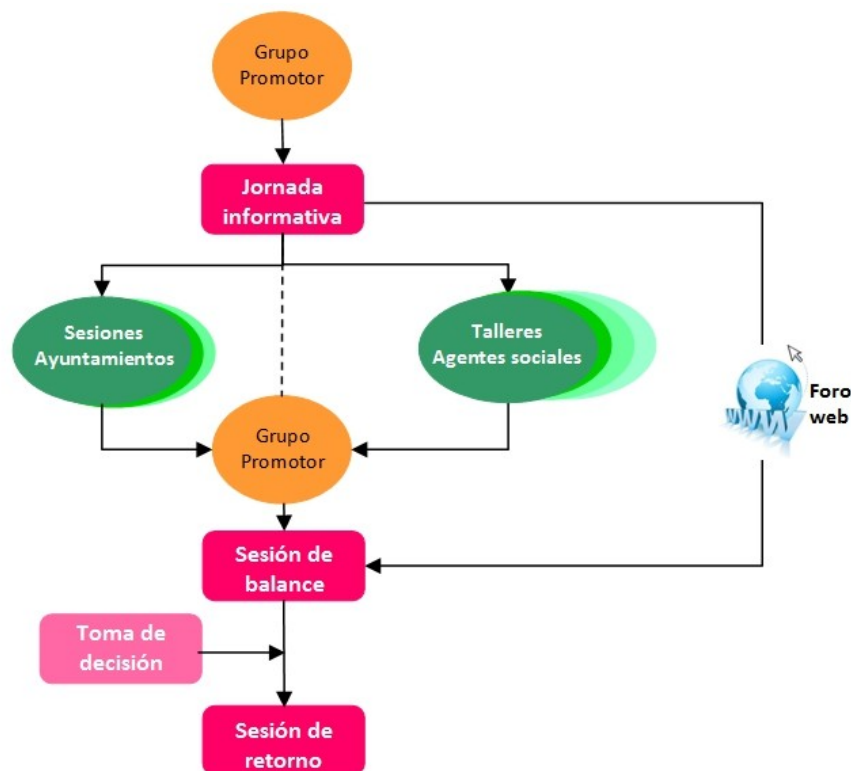 Grupo
Promotor
Jornada
informativa
Sesiones
Ayuntamientos
Talleres
Agentes sociales
WWW
Foro
web
Grupo
Promotor
Sesión de
balance
Toma de
decisión
Sesión de
retorno